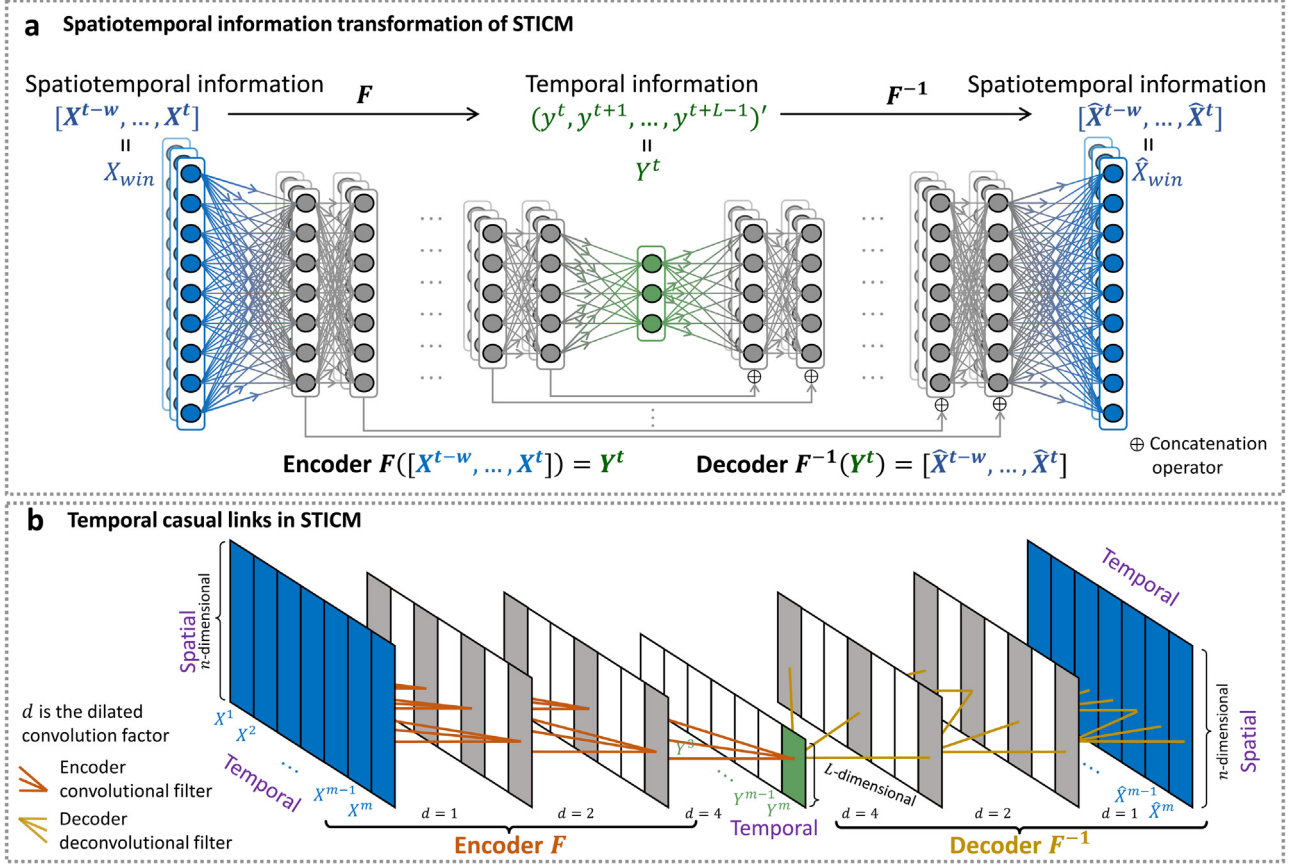 a Spatiotemporal information transformation of STICM
Spatiotemporal information
F
Temporal information
F⁻¹
Spatiotemporal information
[X^{t−w}, ..., X^t]
(y^t, y^{t+1}, ..., y^{t+L−1})′
[X̂^{t−w}, ..., X̂^t]
=
=
=
X_{win}
Y^t
X̂_{win}
...
...
...
...
...
...
...
...
...
...
...
...
⊕ ⊕
⊕ ⊕
⋮
⊕ Concatenation
operator
Encoder F([X^{t−w}, ..., X^t]) = Y^t
Decoder F⁻¹(Y^t) = [X̂^{t−w}, ..., X̂^t]
b Temporal casual links in STICM
Spatial
n-dimensional
Temporal
d is the dilated
convolution factor
X^1
X^2
...
X^{m−1}
X^m
Temporal
Encoder
convolutional filter
Decoder
deconvolutional filter
d = 1
d = 2
d = 4
Y^3
...
Y^{m−1}
Y^m
Temporal
L-dimensional
d = 4
d = 2
d = 1
...
X̂^{m−1}
X̂^m
n-dimensional
Spatial
Encoder F
Decoder F⁻¹